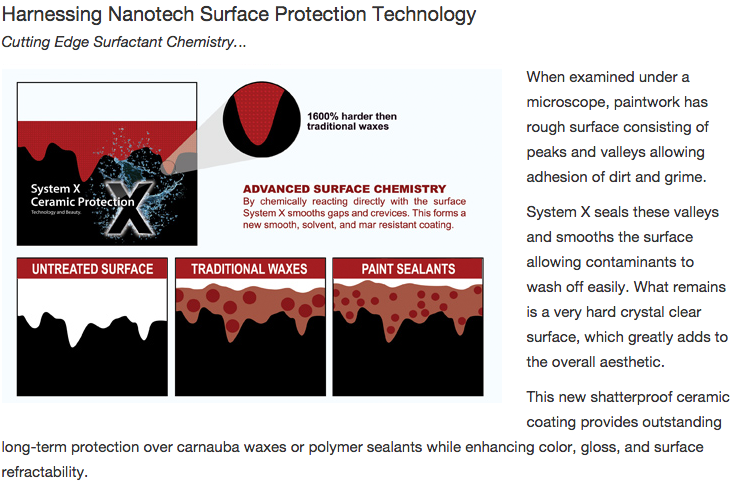 Harnessing Nanotech Surface Protection Technology
Cutting Edge Surfactant Chemistry...
1600% harder then
traditional waxes
System X
Ceramic Protection
Technology and Beauty.
X
ADVANCED SURFACE CHEMISTRY
By chemically reacting directly with the surface
System X smooths gaps and crevices. This forms a
new smooth, solvent, and mar resistant coating.
UNTREATED SURFACE
TRADITIONAL WAXES
PAINT SEALANTS
When examined under a
microscope, paintwork has
rough surface consisting of
peaks and valleys allowing
adhesion of dirt and grime.
System X seals these valleys
and smooths the surface
allowing contaminants to
wash off easily. What remains
is a very hard crystal clear
surface, which greatly adds to
the overall aesthetic.
This new shatterproof ceramic
coating provides outstanding
long-term protection over carnauba waxes or polymer sealants while enhancing color, gloss, and surface
refractability.